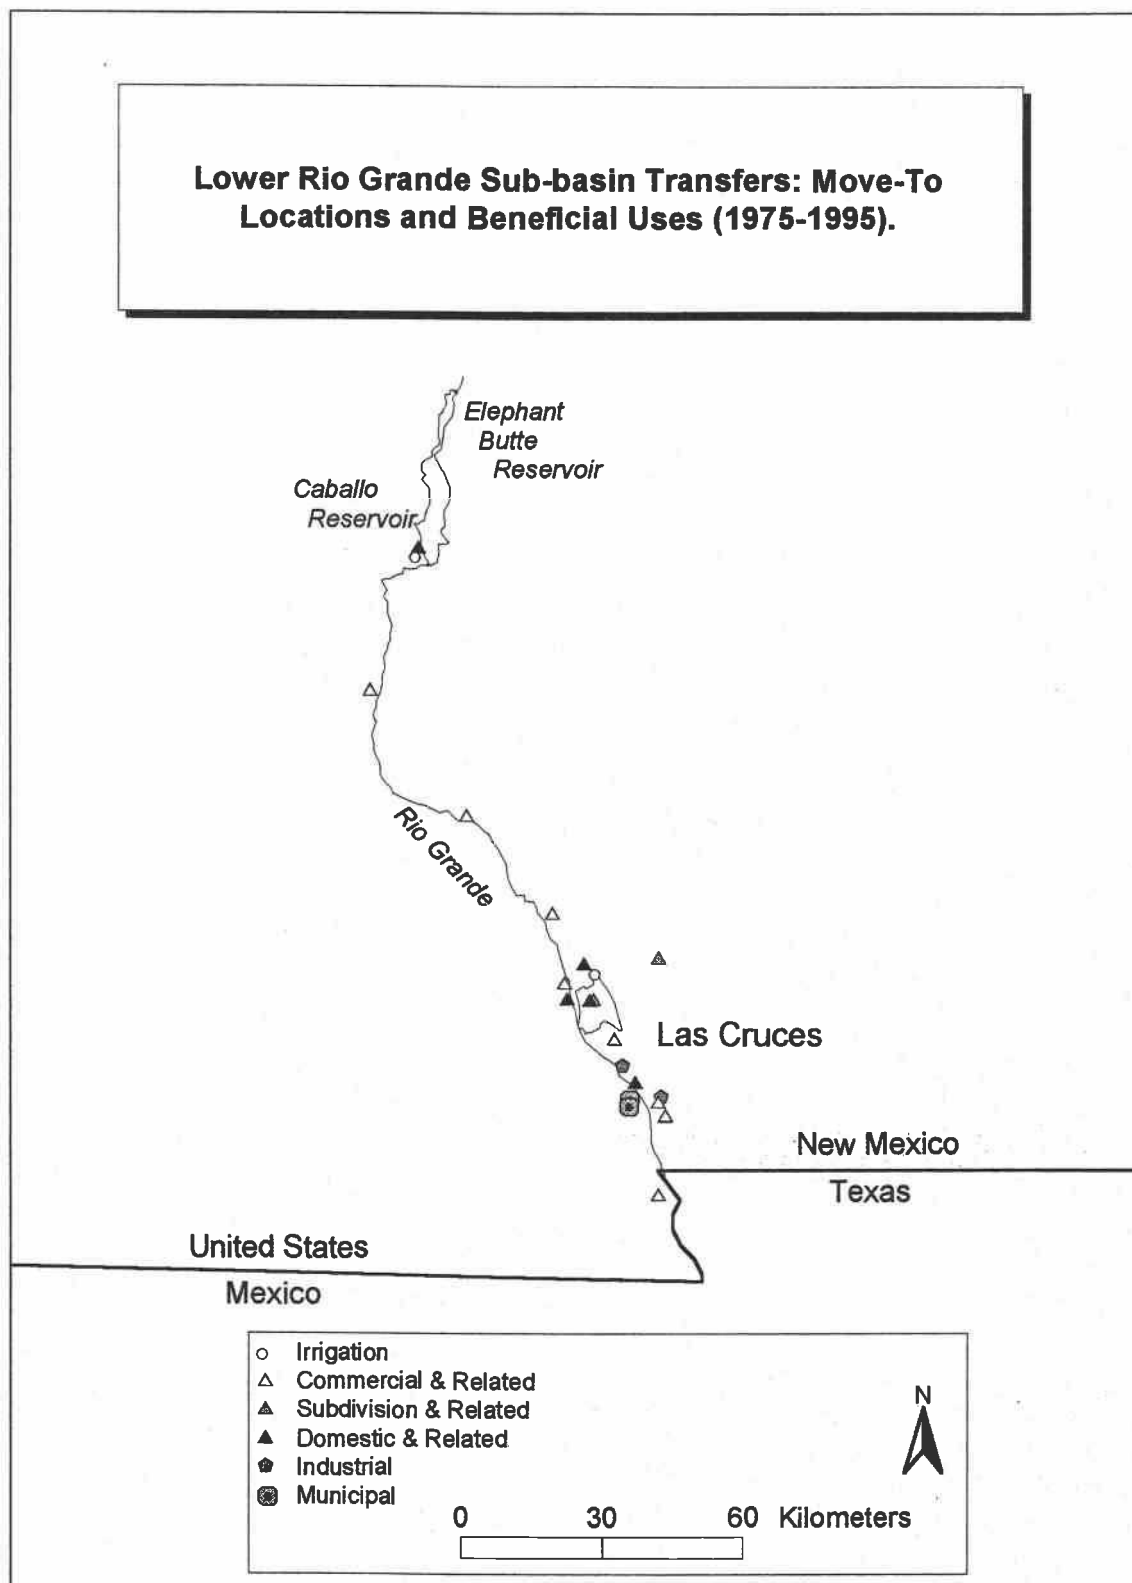 Lower Rio Grande Sub-basin Transfers: Move-To
Locations and Beneficial Uses (1975-1995).
Elephant
Butte
Reservoir
Caballo
Reservoir
Rio Grande
Las Cruces
New Mexico
Texas
United States
Mexico
Irrigation
Commercial & Related
Subdivision & Related
Domestic & Related
Industrial
Municipal
N
0 30 60 Kilometers